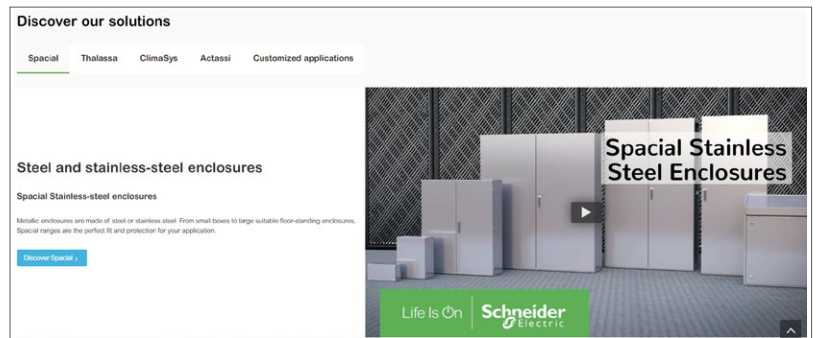 Discover our solutions
Spacial Thalassa ClimaSys Actassi Customized applications
Steel and stainless-steel enclosures
Spacial Stainless-steel enclosures
Metallic enclosures are made of steel or stainless steel. From small boxes to large suitable floor-standing enclosures,
Spacial ranges are the perfect fit and protection for your application.
Discover Spacial >
Spacial Stainless
Steel Enclosures
Life Is On Schneider
Electric